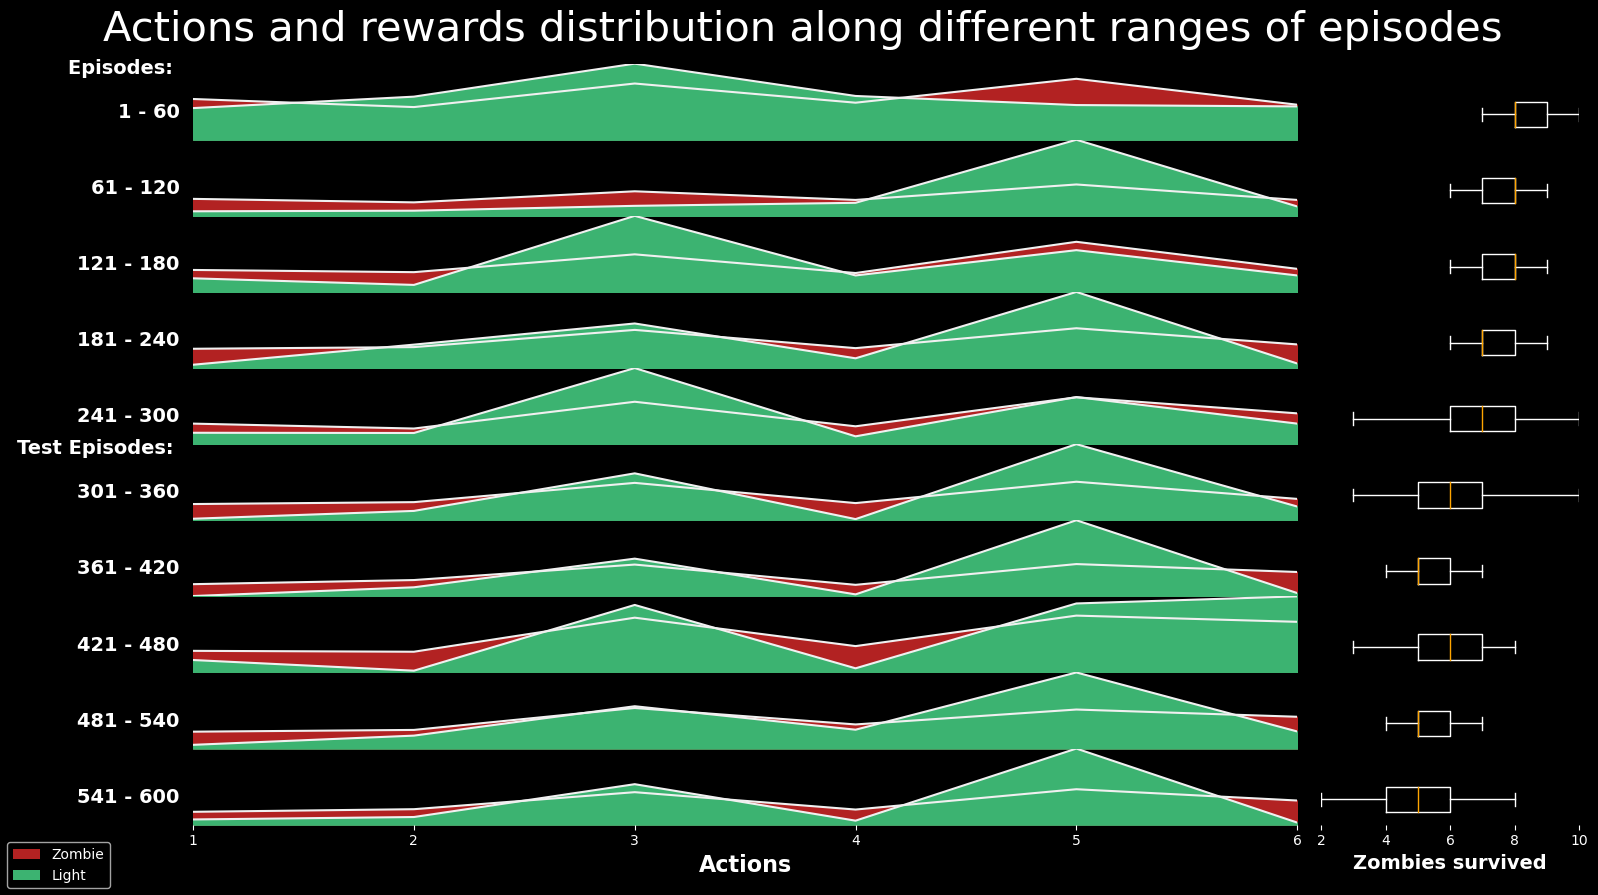 Actions and rewards distribution along different ranges of episodes
Episodes:
1 - 60
61 - 120
121 - 180
181 - 240
241 - 300
Test Episodes:
301 - 360
361 - 420
421 - 480
481 - 540
541 - 600
1 2 3 4 5 6
Actions
2 4 6 8 10
Zombies survived
Zombie
Light